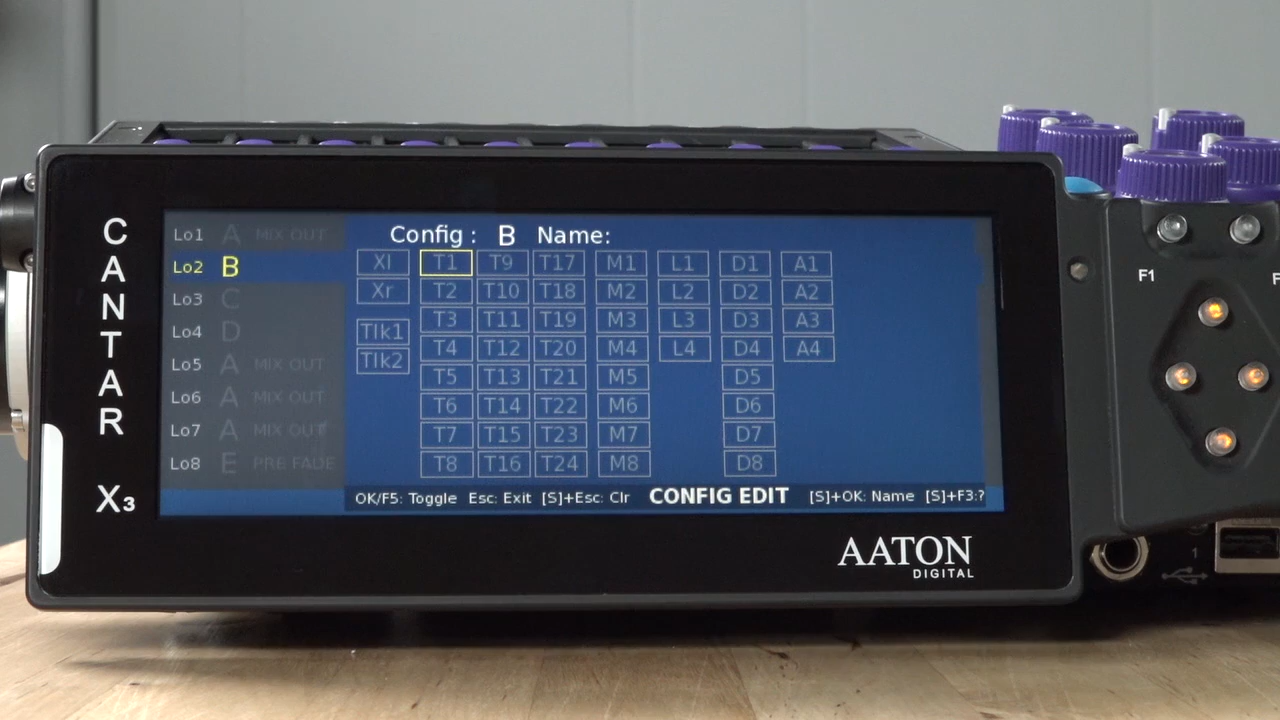 CANTAR X3
Lo1 A MIX OUT
Lo2 B
Lo3 C
Lo4 D
Lo5 A MIX OUT
Lo6 A MIX OUT
Lo7 A MIX OUT
Lo8 E PRE FADE
Config : B Name:
Xl T1 T9 T17 M1 L1 D1 A1
Xr T2 T10 T18 M2 L2 D2 A2
Tlk1 T3 T11 T19 M3 L3 D3 A3
Tlk2 T4 T12 T20 M4 L4 D4 A4
T5 T13 T21 M5 D5
T6 T14 T22 M6 D6
T7 T15 T23 M7 D7
T8 T16 T24 M8 D8
OK/F5: Toggle Esc: Exit [S]+Esc: Clr CONFIG EDIT [S]+OK: Name [S]+F3:?
AATON
DIGITAL
F1
1